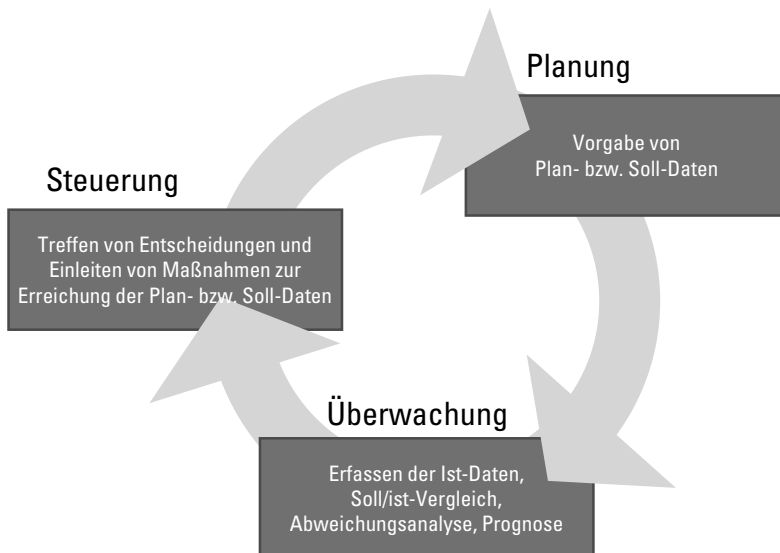 Planung
Vorgabe von
Plan- bzw. Soll-Daten
Steuerung
Treffen von Entscheidungen und
Einleiten von Maßnahmen zur
Erreichung der Plan- bzw. Soll-Daten
Überwachung
Erfassen der Ist-Daten,
Soll/ist-Vergleich,
Abweichungsanalyse, Prognose